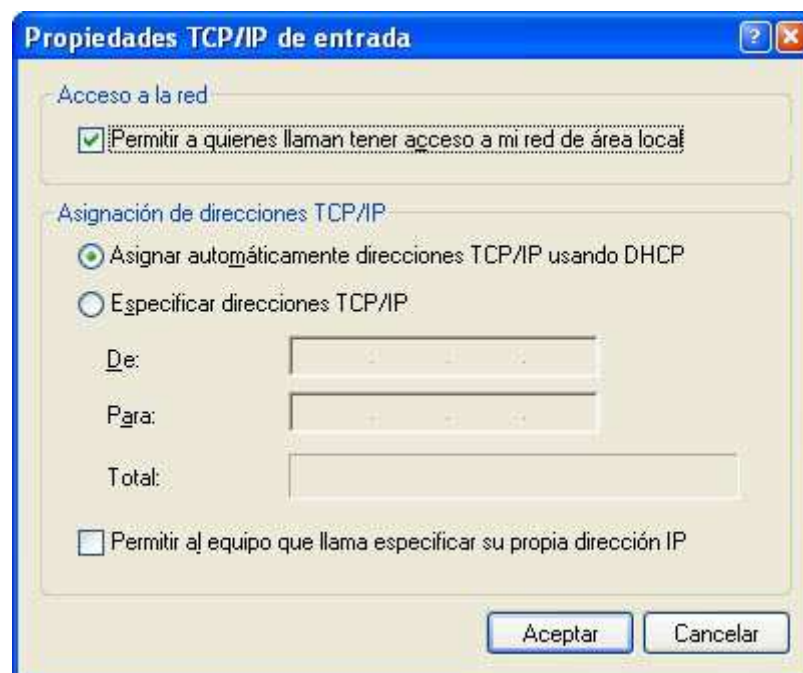 Propiedades TCP/IP de entrada
Acceso a la red
Permitir a quienes llaman tener acceso a mi red de área local
Asignación de direcciones TCP/IP
Asignar automáticamente direcciones TCP/IP usando DHCP
Especificar direcciones TCP/IP
De:
Para:
Total:
Permitir al equipo que llama especificar su propia dirección IP
Aceptar Cancelar